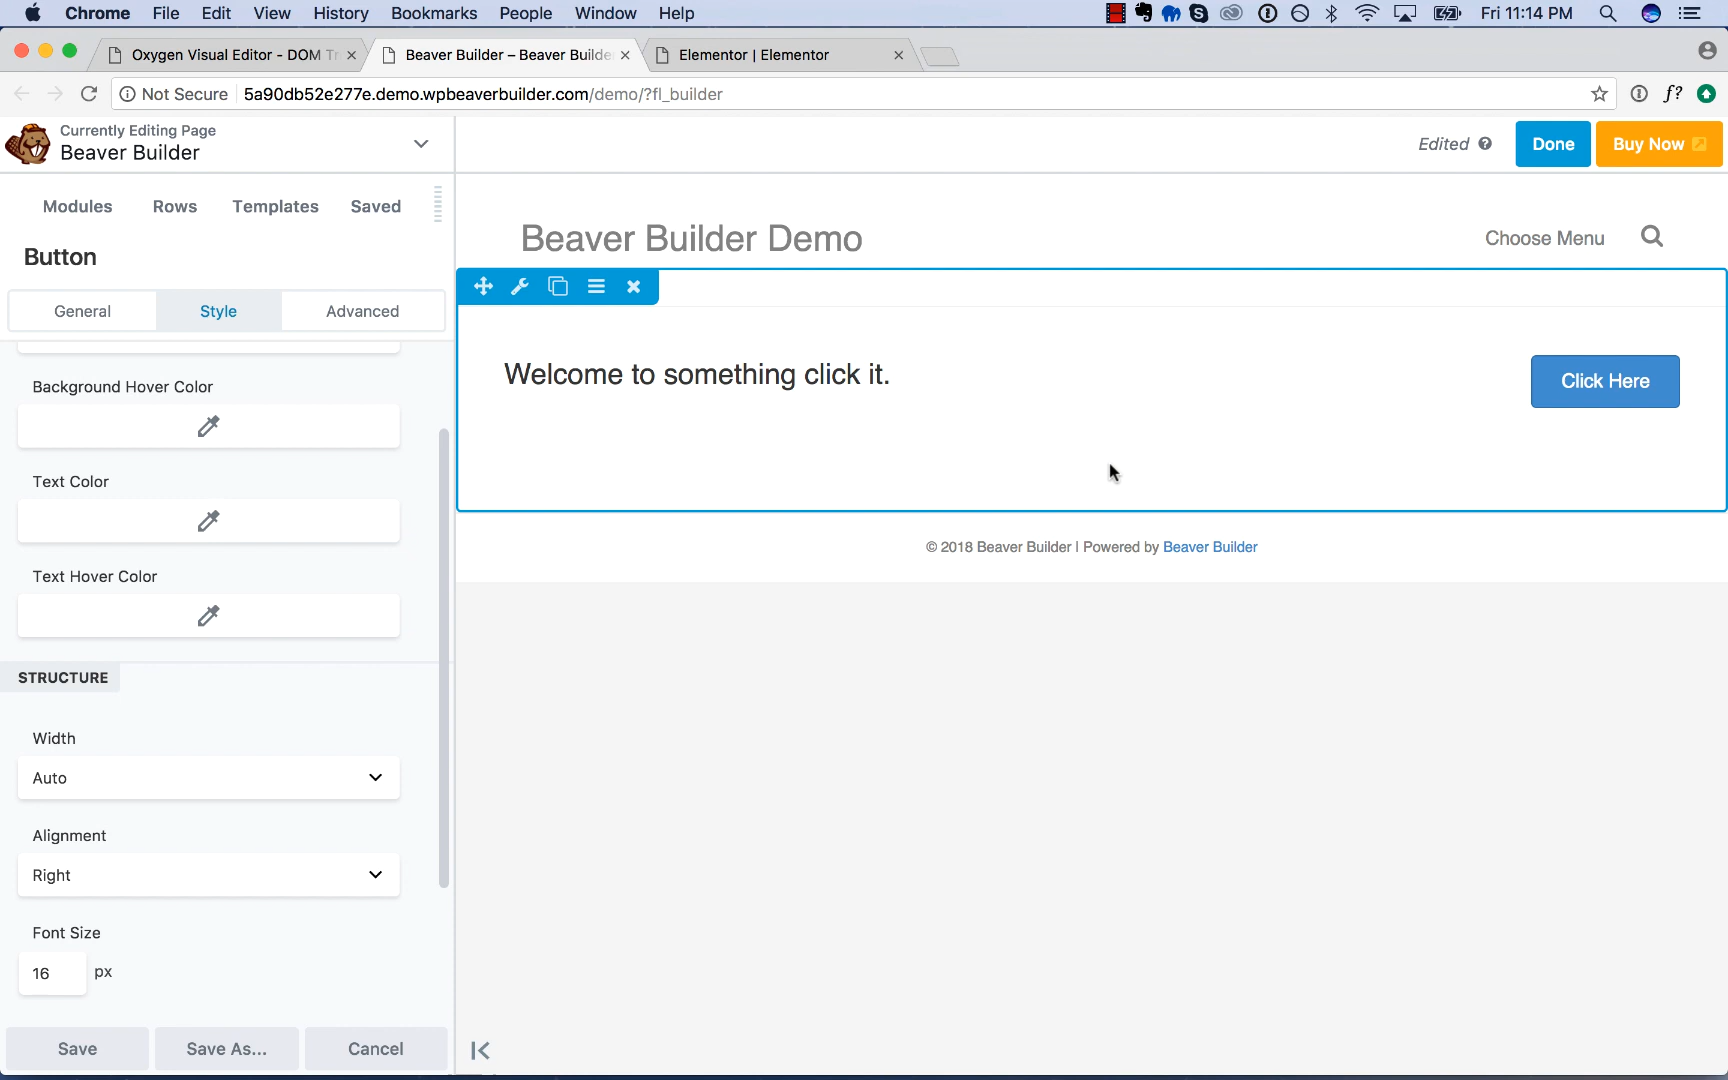 Chrome File Edit View History Bookmarks People Window Help Fri 11:14 PM
Oxygen Visual Editor - DOM Tr Beaver Builder – Beaver Builde Elementor | Elementor
Not Secure 5a90db52e277e.demo.wpbeaverbuilder.com/demo/?fl_builder f?
Currently Editing Page
Beaver Builder
Edited Done Buy Now
Modules Rows Templates Saved
Button
General Style Advanced
Background Hover Color
Text Color
Text Hover Color
STRUCTURE
Width
Auto
Alignment
Right
Font Size
16 px
Save Save As... Cancel
Beaver Builder Demo
Choose Menu
Welcome to something click it.
Click Here
© 2018 Beaver Builder | Powered by Beaver Builder